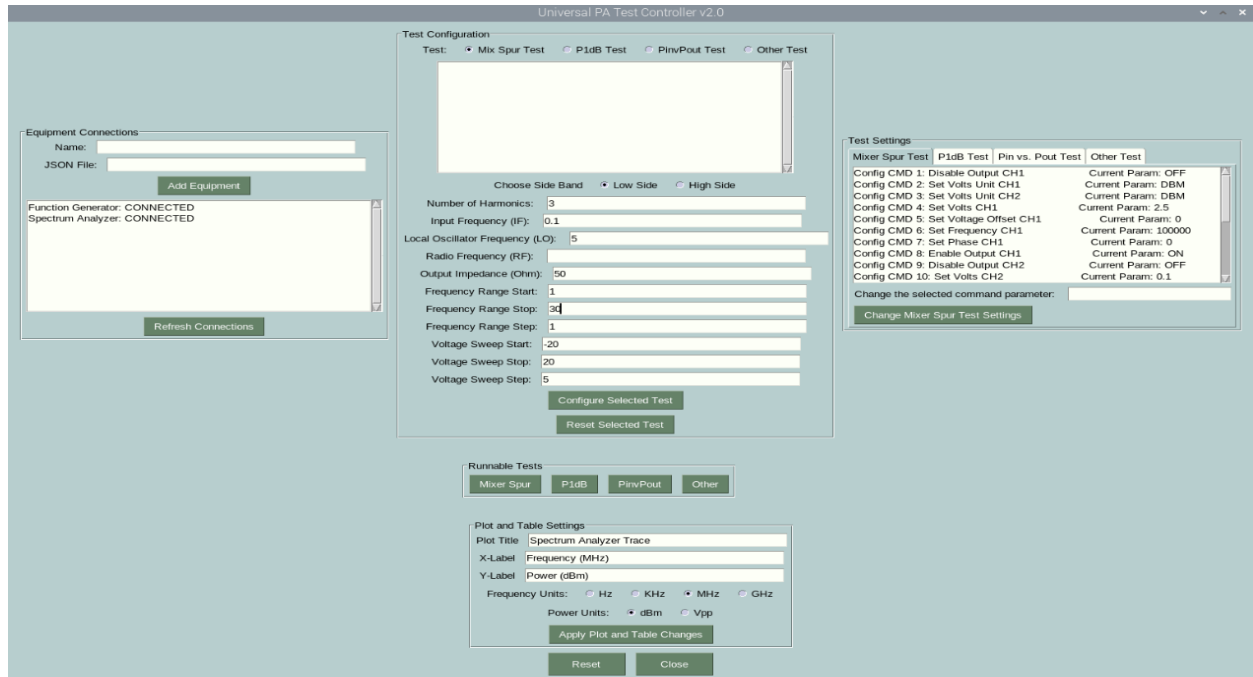 Universal PA Test Controller v2.0
Equipment Connections
Name:
JSON File:
Add Equipment
Function Generator: CONNECTED
Spectrum Analyzer: CONNECTED
Refresh Connections
Test Configuration
Test: Mix Spur Test P1dB Test PinvPout Test Other Test
Choose Side Band Low Side High Side
Number of Harmonics: 3
Input Frequency (IF): 0.1
Local Oscillator Frequency (LO): 5
Radio Frequency (RF):
Output Impedance (Ohm): 50
Frequency Range Start: 1
Frequency Range Stop: 30
Frequency Range Step: 1
Voltage Sweep Start: -20
Voltage Sweep Stop: 20
Voltage Sweep Step: 5
Configure Selected Test
Reset Selected Test
Test Settings
Mixer Spur Test P1dB Test Pin vs. Pout Test Other Test
Config CMD 1: Disable Output CH1 Current Param: OFF
Config CMD 2: Set Volts Unit CH1 Current Param: DBM
Config CMD 3: Set Volts Unit CH2 Current Param: DBM
Config CMD 4: Set Volts CH1 Current Param: 2.5
Config CMD 5: Set Voltage Offset CH1 Current Param: 0
Config CMD 6: Set Frequency CH1 Current Param: 100000
Config CMD 7: Set Phase CH1 Current Param: 0
Config CMD 8: Enable Output CH1 Current Param: ON
Config CMD 9: Disable Output CH2 Current Param: OFF
Config CMD 10: Set Volts CH2 Current Param: 0.1
Change the selected command parameter:
Change Mixer Spur Test Settings
Runnable Tests
Mixer Spur P1dB PinvPout Other
Plot and Table Settings
Plot Title Spectrum Analyzer Trace
X-Label Frequency (MHz)
Y-Label Power (dBm)
Frequency Units: Hz KHz MHz GHz
Power Units: dBm Vpp
Apply Plot and Table Changes
Reset Close